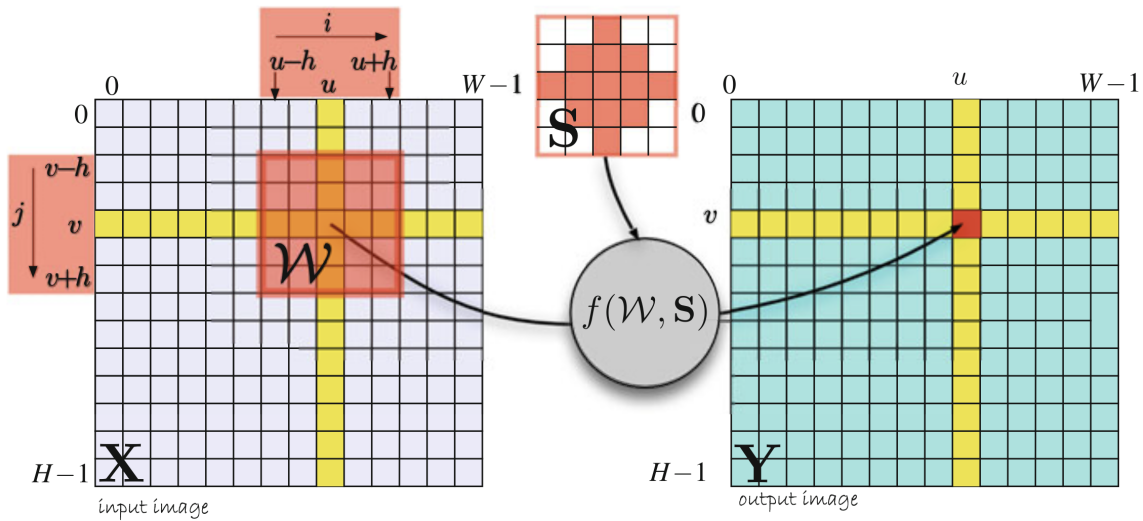 i
u−h u+h
u
0 W−1
0
v−h
j
v
v+h
W
X
H−1
input image
S
f(W, S)
0 u W−1
0
v
Y
H−1
output image